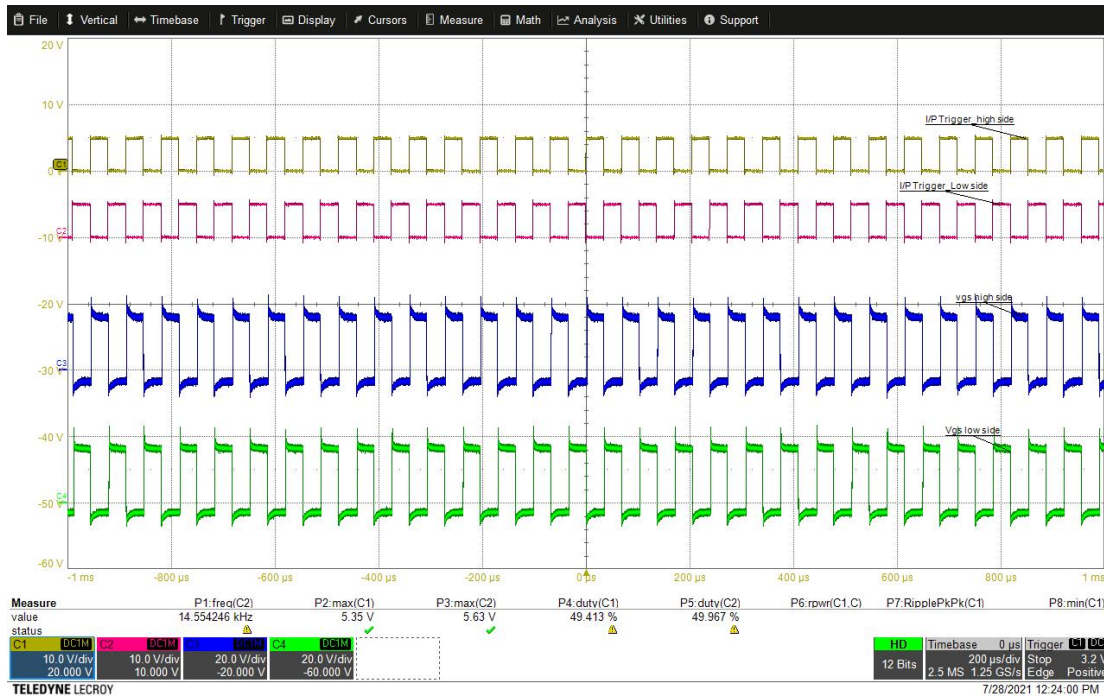 File Vertical Timebase Trigger Display Cursors Measure Math Analysis Utilities Support
20 V
10 V
I/P Trigger_high side
C1
0 V
I/P Trigger_Low side
C2
-10 V
-20 V
vgs high side
C3
-30 V
-40 V
Vgs low side
C4
-50 V
-60 V
-1 ms -800 µs -600 µs -400 µs -200 µs 0 µs 200 µs 400 µs 600 µs 800 µs 1 ms
Measure P1:freq(C2) P2:max(C1) P3:max(C2) P4:duty(C1) P5:duty(C2) P6:rpwr(C1,C) P7:RipplePkPk(C1) P8:min(C1)
value 14.554246 kHz 5.35 V 5.63 V 49.413 % 49.967 %
status
C1 DC1M C2 DC1M C3 DC1M C4 DC1M HD Timebase 0 µs Trigger C1 DC
10.0 V/div 10.0 V/div 20.0 V/div 20.0 V/div 12 Bits 200 µs/div Stop 3.2 V
20.000 V 10.000 V -20.000 V -60.000 V 2.5 MS 1.25 GS/s Edge Positive
TELEDYNE LECROY 7/28/2021 12:24:00 PM